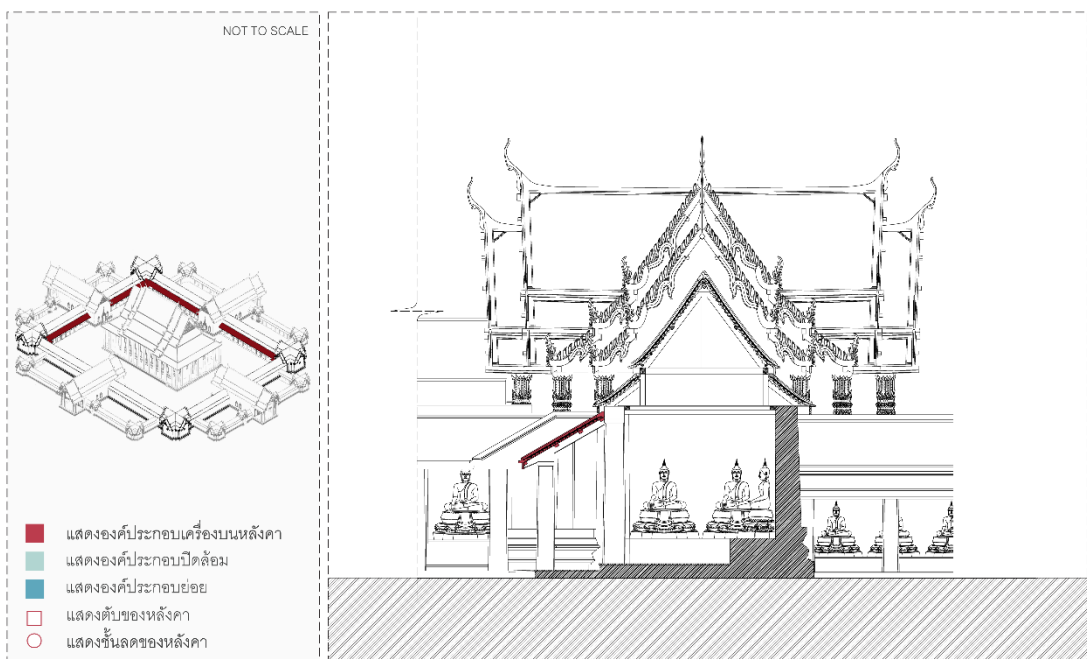 NOT TO SCALE
แสดงองค์ประกอบเครื่องบนหลังคา
แสดงองค์ประกอบปิดล้อม
แสดงองค์ประกอบย่อย
แสดงตับของหลังคา
แสดงชั้นลดของหลังคา